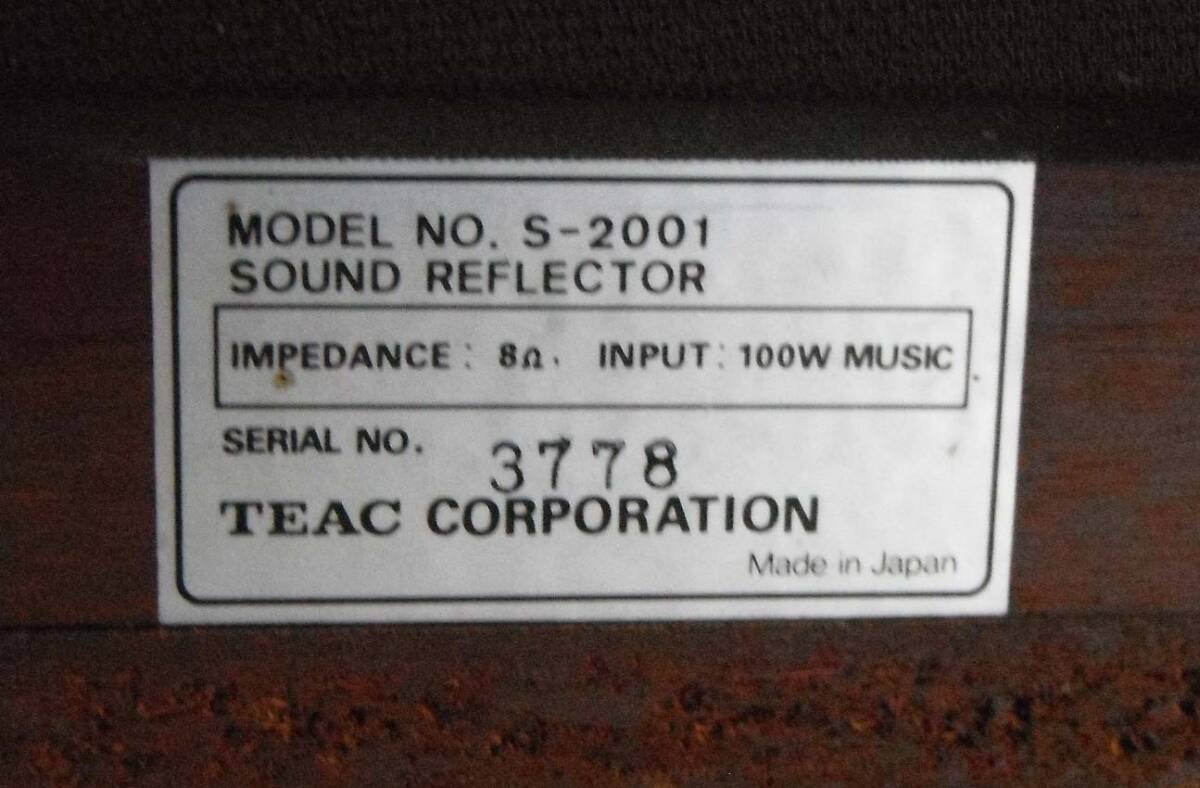 MODEL NO. S-2001
SOUND REFLECTOR
IMPEDANCE: 8Ω. INPUT: 100W MUSIC
SERIAL NO. 3778
TEAC CORPORATION
Made in Japan